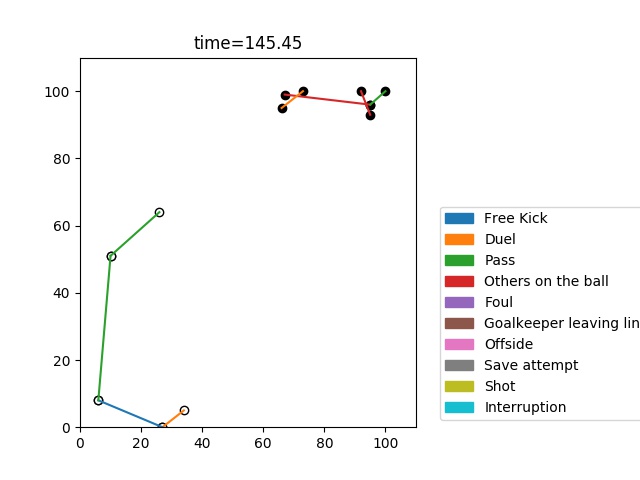 time=145.45
100
80
60
40
20
0
0 20 40 60 80 100
Free Kick
Duel
Pass
Others on the ball
Foul
Goalkeeper leaving lin
Offside
Save attempt
Shot
Interruption